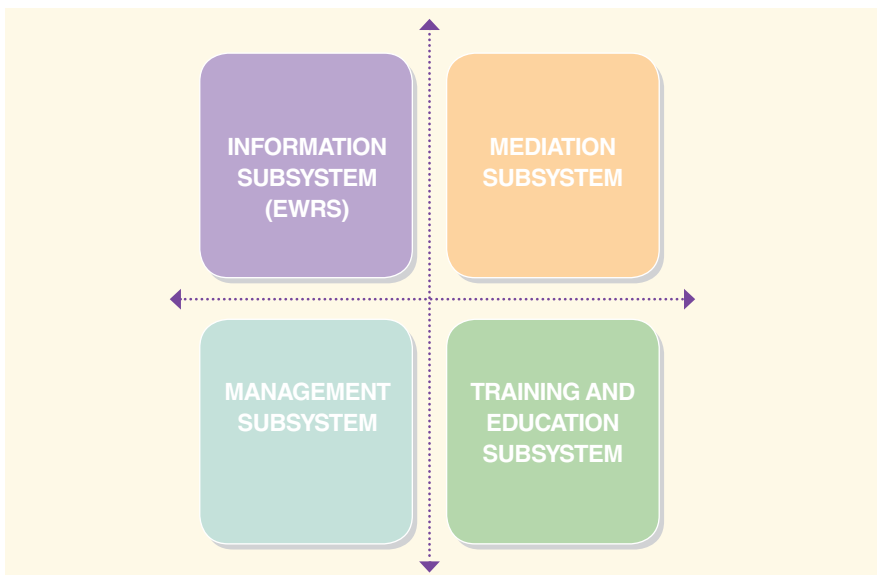 INFORMATION
SUBSYSTEM
(EWRS)
MEDIATION
SUBSYSTEM
MANAGEMENT
SUBSYSTEM
TRAINING AND
EDUCATION
SUBSYSTEM